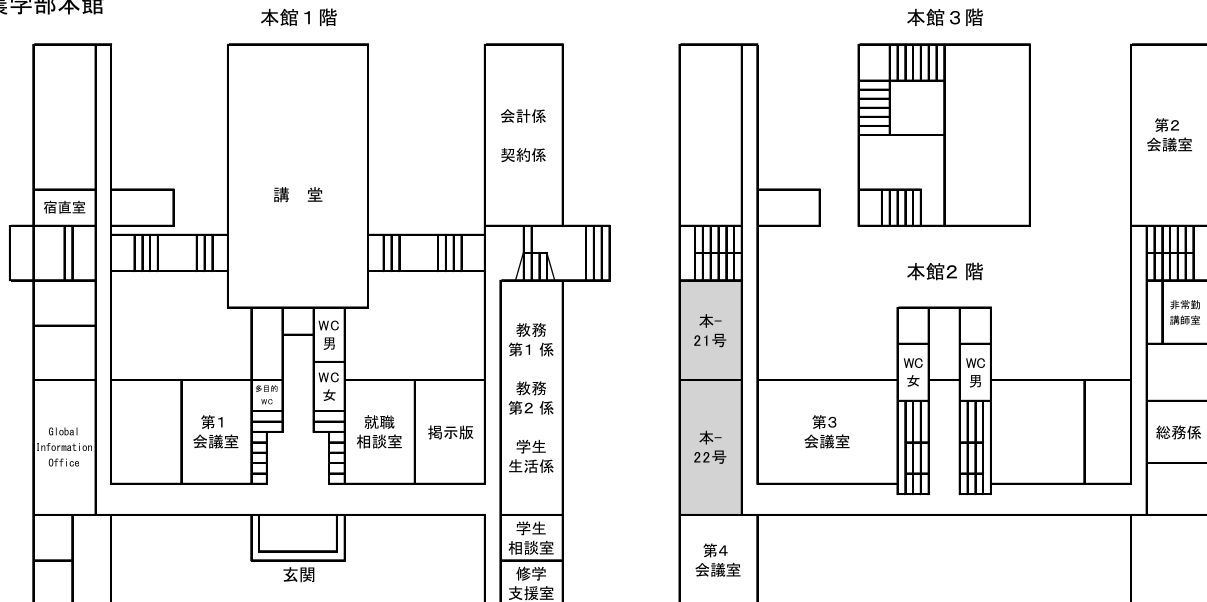 農学部本館
本館１階
本館３階
会計係
契約係
講　堂
宿直室
WC
男
WC
女
多目的
WC
教務
第１係
教務
第２係
学生
生活係
Global
Information
Office
第１
会議室
就職
相談室
掲示版
学生
相談室
修学
支援室
玄関
第２
会議室
本館２階
本-
21号
本-
22号
WC
女
WC
男
非常勤
講師室
第３
会議室
総務係
第４
会議室